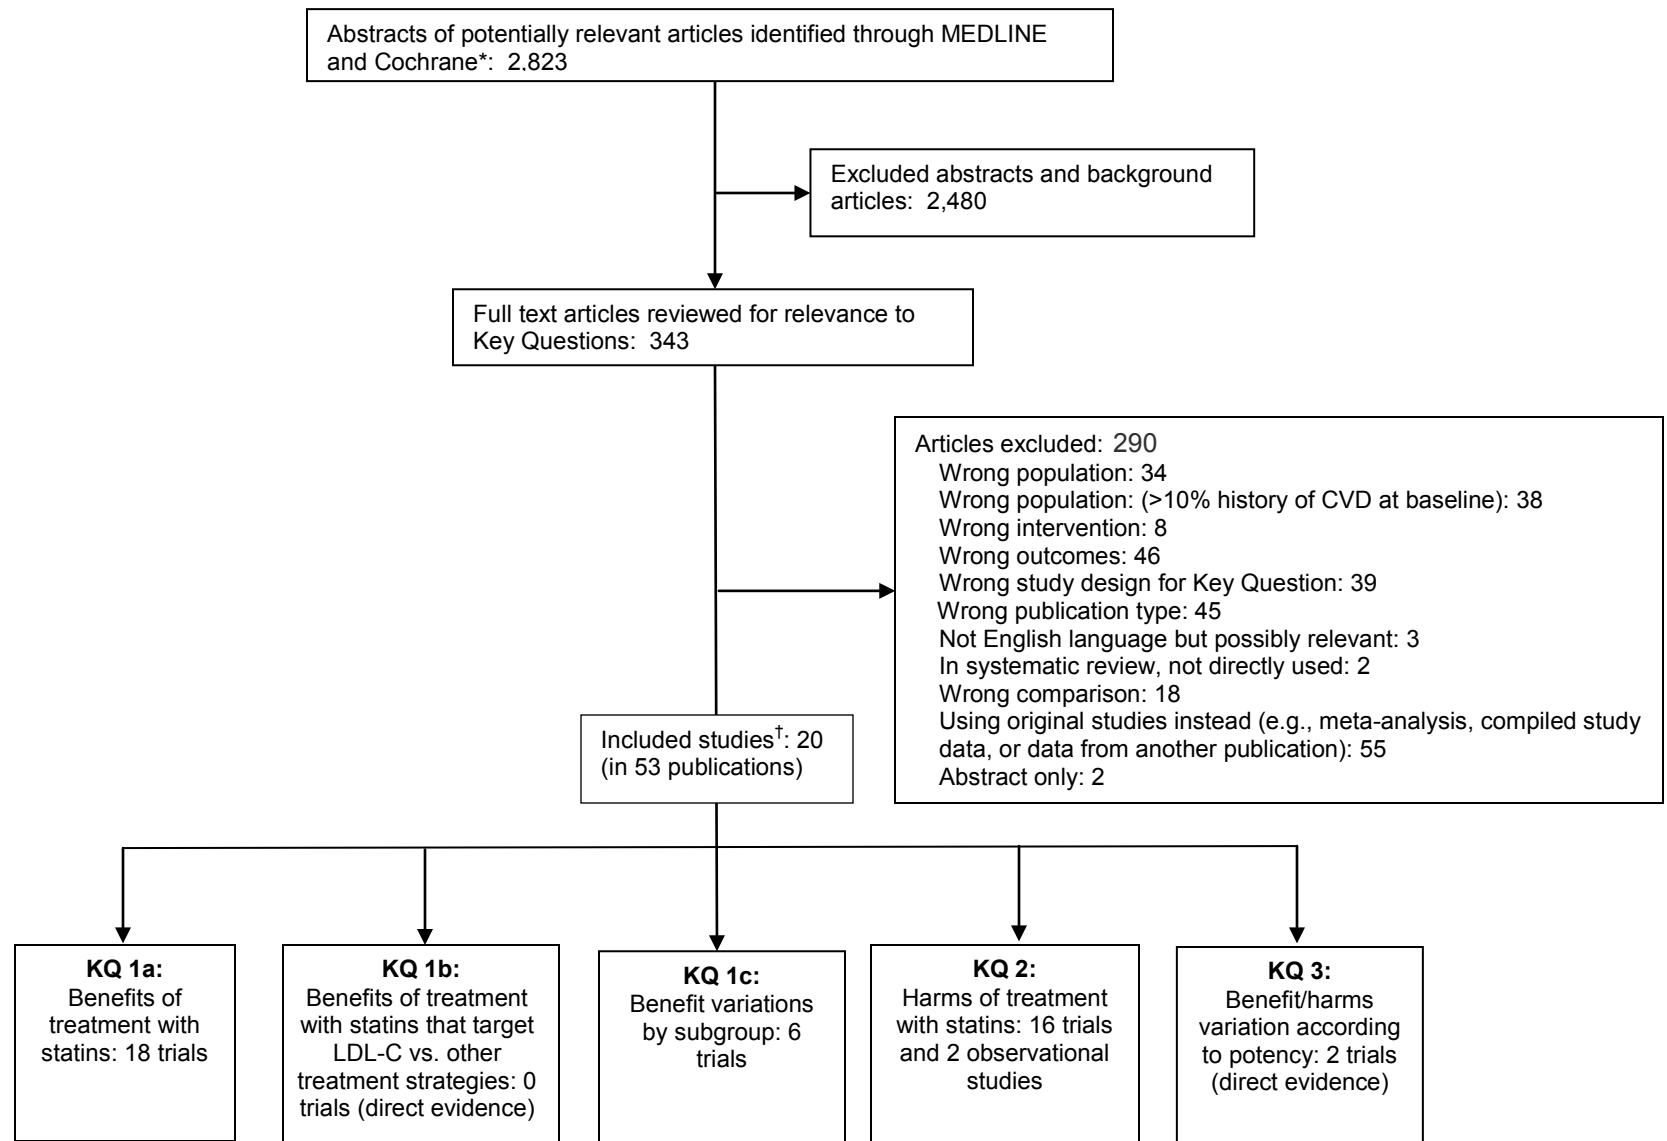 Abstracts of potentially relevant articles identified through MEDLINE
and Cochrane*: 2,823
Excluded abstracts and background
articles: 2,480
Full text articles reviewed for relevance to
Key Questions: 343
Articles excluded: 290
Wrong population: 34
Wrong population: (>10% history of CVD at baseline): 38
Wrong intervention: 8
Wrong outcomes: 46
Wrong study design for Key Question: 39
Wrong publication type: 45
Not English language but possibly relevant: 3
In systematic review, not directly used: 2
Wrong comparison: 18
Using original studies instead (e.g., meta-analysis, compiled study
data, or data from another publication): 55
Abstract only: 2
Included studies†: 20
(in 53 publications)
KQ 1a:
Benefits of
treatment with
statins: 18 trials
KQ 1b:
Benefits of treatment
with statins that target
LDL-C vs. other
treatment strategies: 0
trials (direct evidence)
KQ 1c:
Benefit variations
by subgroup: 6
trials
KQ 2:
Harms of treatment
with statins: 16 trials
and 2 observational
studies
KQ 3:
Benefit/harms
variation according
to potency: 2 trials
(direct evidence)